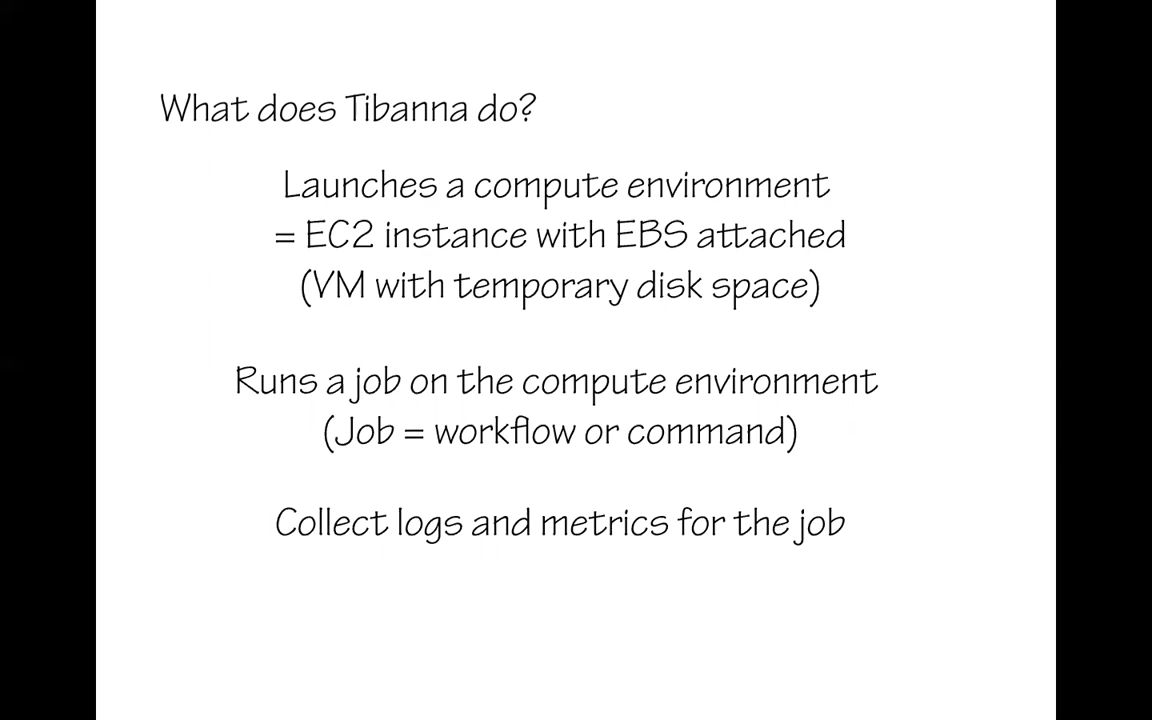 What does Tibanna do?
Launches a compute environment
= EC2 instance with EBS attached
(VM with temporary disk space)
Runs a job on the compute environment
(Job = workflow or command)
Collect logs and metrics for the job